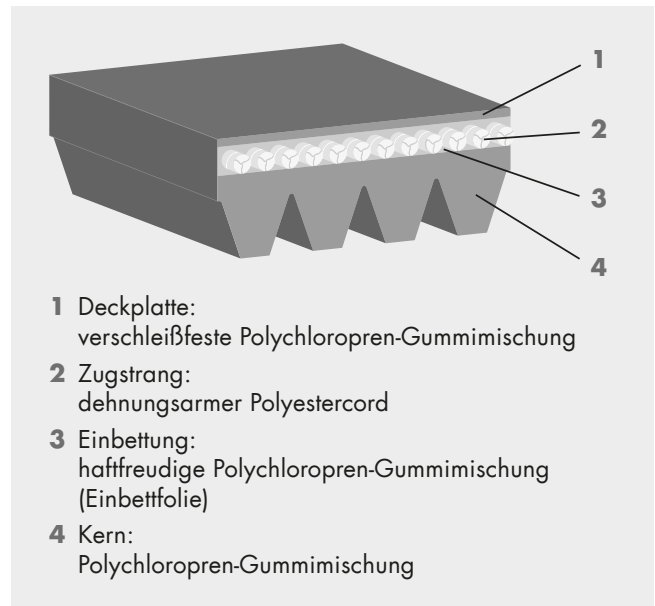 1
2
3
4
1 Deckplatte:
verschleißfeste Polychloropren-Gummimischung
2 Zugstrang:
dehnungsarmer Polyestercord
3 Einbettung:
haftfreudige Polychloropren-Gummimischung
(Einbettfolie)
4 Kern:
Polychloropren-Gummimischung